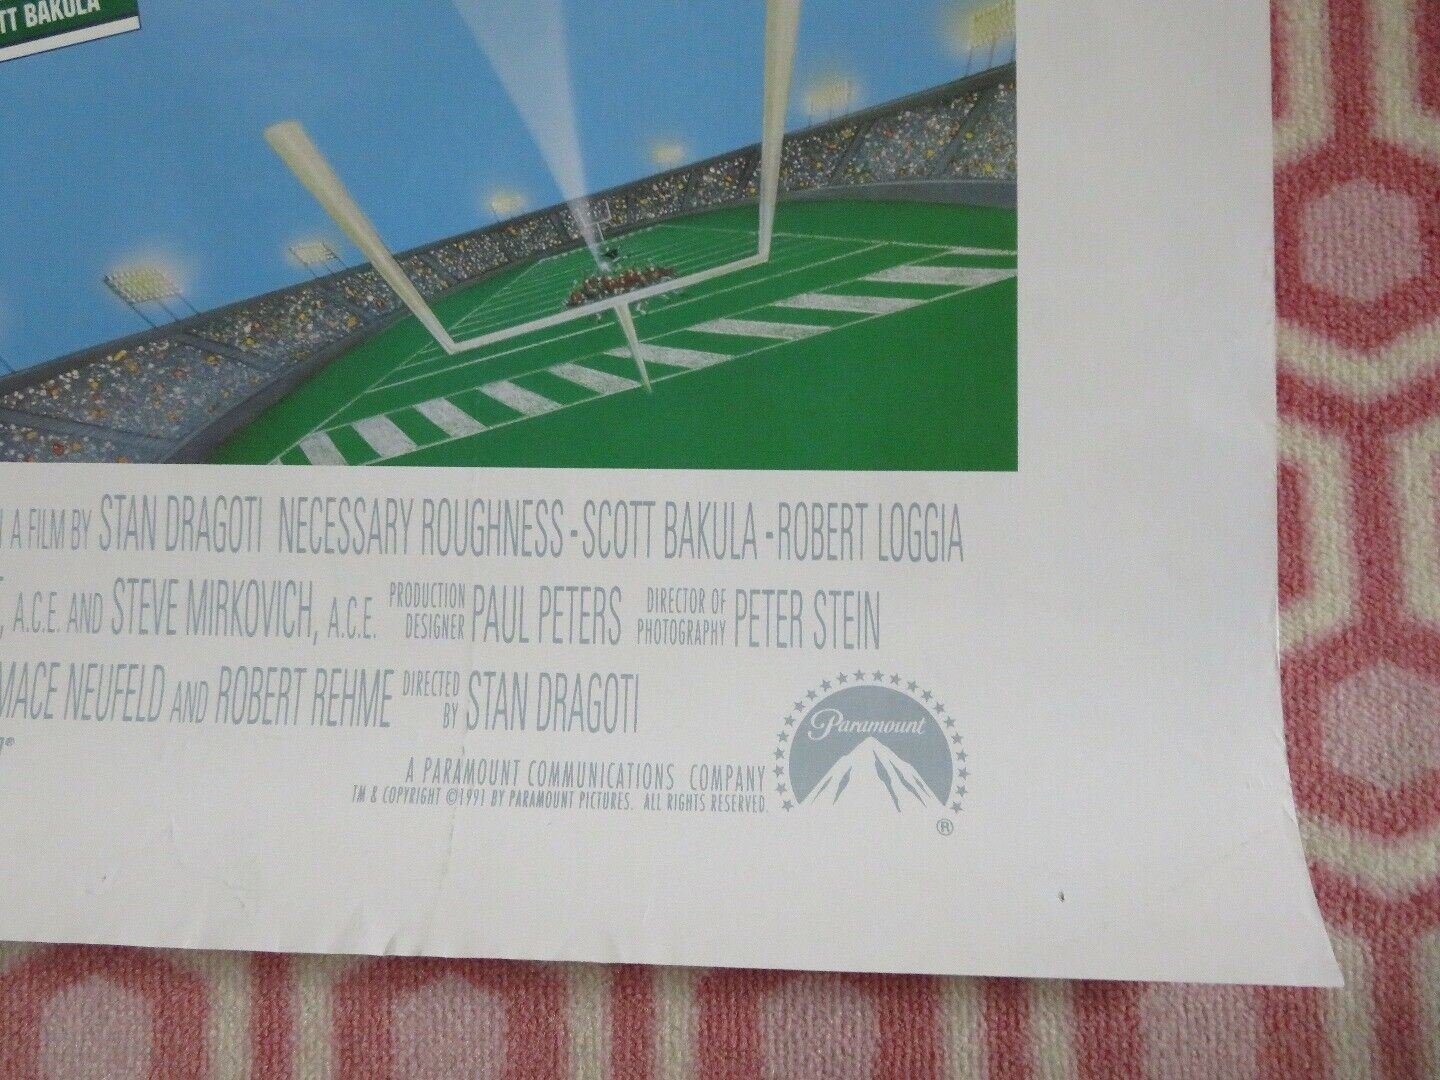 BAKULA
A FILM BY STAN DRAGOTI NECESSARY ROUGHNESS - SCOTT BAKULA - ROBERT LOGGIA
A.C.E. AND STEVE MIRKOVICH, A.C.E. PRODUCTION DESIGNER PAUL PETERS DIRECTOR OF PHOTOGRAPHY PETER STEIN
MACE NEUFELD AND ROBERT REHME DIRECTED BY STAN DRAGOTI
Paramount
A PARAMOUNT COMMUNICATIONS COMPANY
TM & COPYRIGHT ©1991 BY PARAMOUNT PICTURES. ALL RIGHTS RESERVED.
®